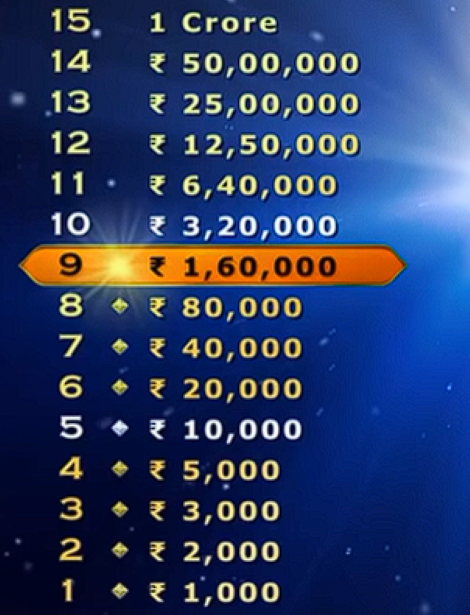 15 1 Crore
14 ₹ 50,00,000
13 ₹ 25,00,000
12 ₹ 12,50,000
11 ₹ 6,40,000
10 ₹ 3,20,000
9 ₹ 1,60,000
8 ◆ ₹ 80,000
7 ◆ ₹ 40,000
6 ◆ ₹ 20,000
5 ◆ ₹ 10,000
4 ◆ ₹ 5,000
3 ◆ ₹ 3,000
2 ◆ ₹ 2,000
1 ◆ ₹ 1,000